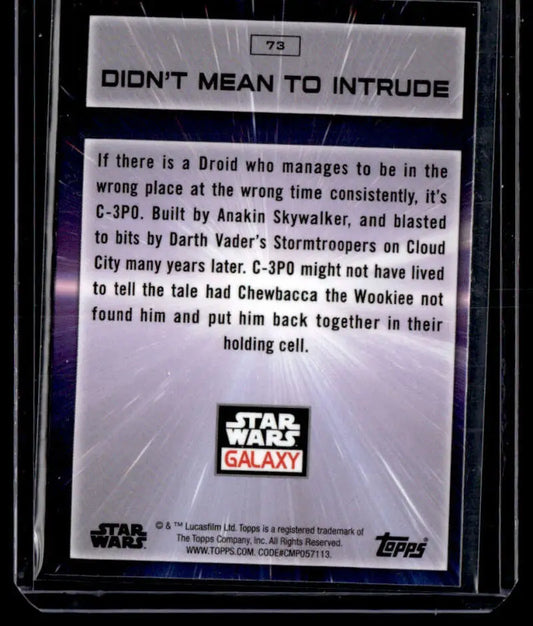 73
DIDN'T MEAN TO INTRUDE
If there is a Droid who manages to be in the
wrong place at the wrong time consistently, it's
C-3PO. Built by Anakin Skywalker, and blasted
to bits by Darth Vader's Stormtroopers on Cloud
City many years later. C-3PO might not have lived
to tell the tale had Chewbacca the Wookiee not
found him and put him back together in their
holding cell.
STAR
WARS
GALAXY
STAR
WARS
© & ™ Lucasfilm Ltd. Topps is a registered trademark of
The Topps Company, Inc. All Rights Reserved.
WWW.TOPPS.COM. CODE#CMP057113.
Topps